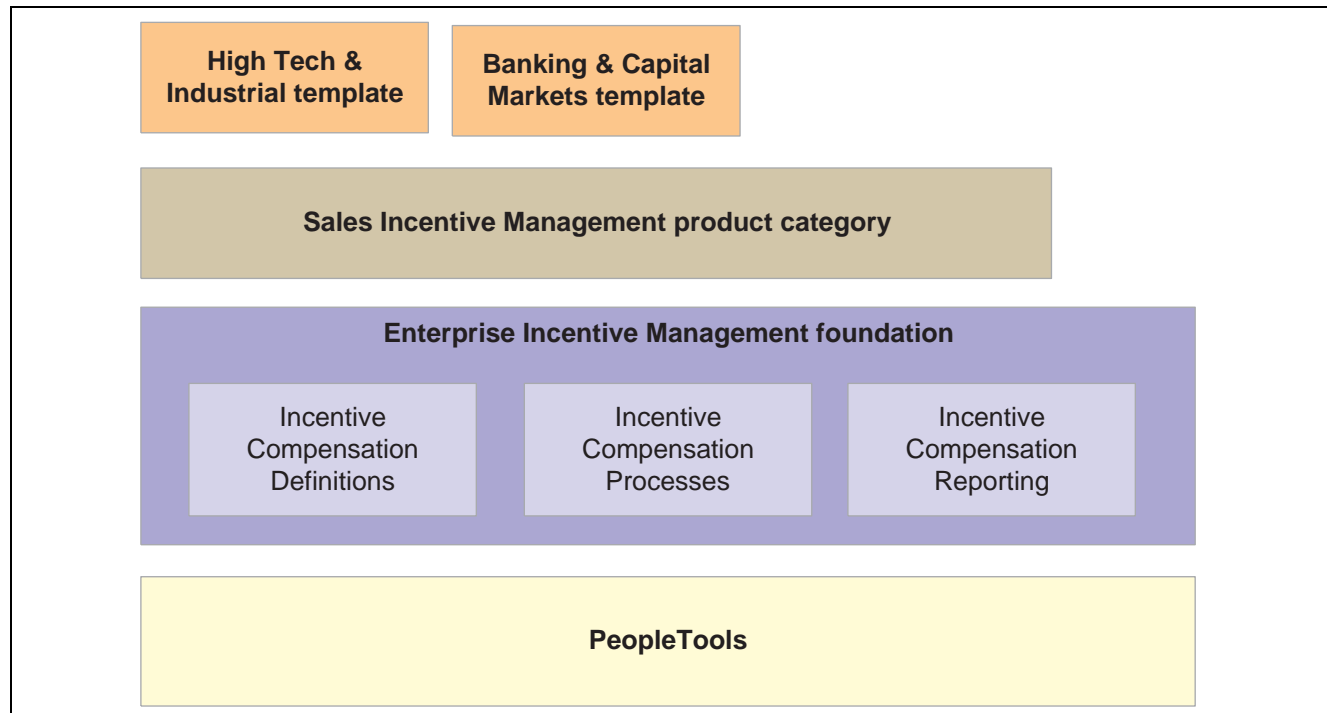 High Tech &
Industrial template
Banking & Capital
Markets template
Sales Incentive Management product category
Enterprise Incentive Management foundation
Incentive
Compensation
Definitions
Incentive
Compensation
Processes
Incentive
Compensation
Reporting
PeopleTools